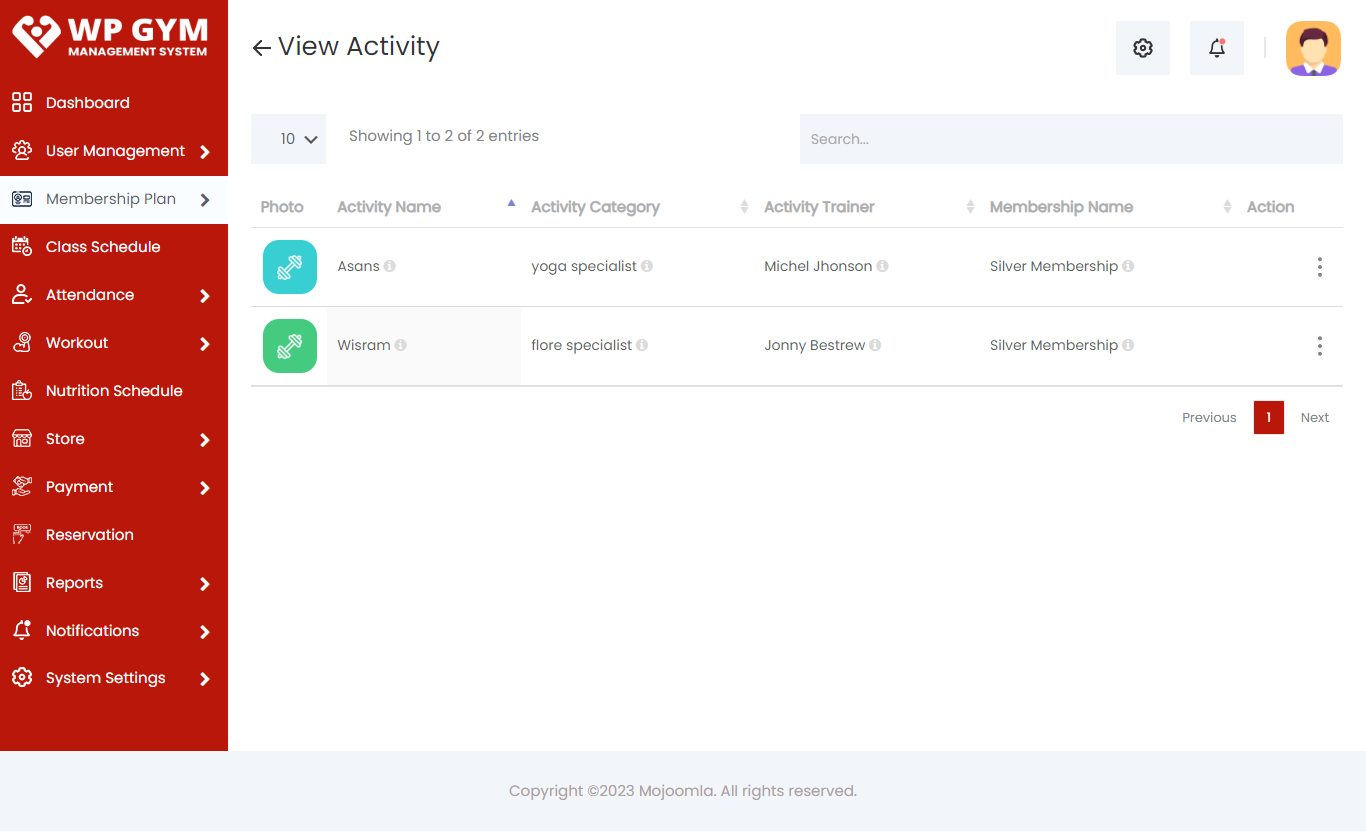 WP GYM
MANAGEMENT SYSTEM
Dashboard
User Management
Membership Plan
Class Schedule
Attendance
Workout
Nutrition Schedule
Store
Payment
Reservation
Reports
Notifications
System Settings
View Activity
10
Showing 1 to 2 of 2 entries
Search...
Photo Activity Name Activity Category Activity Trainer Membership Name Action
Asans yoga specialist Michel Jhonson Silver Membership
Wisram flore specialist Jonny Bestrew Silver Membership
Previous 1 Next
Copyright ©2023 Mojoomla. All rights reserved.